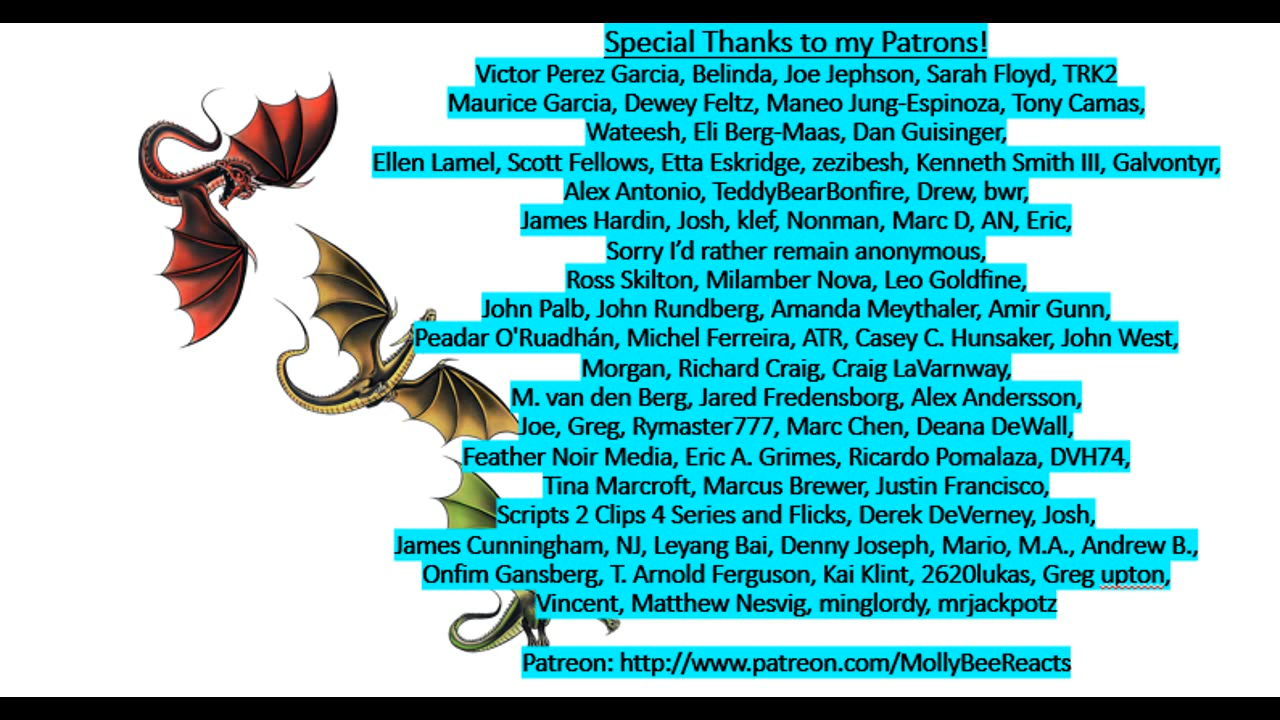 Special Thanks to my Patrons!
Victor Perez Garcia, Belinda, Joe Jephson, Sarah Floyd, TRK2
Maurice Garcia, Dewey Feltz, Maneo Jung-Espinoza, Tony Camas,
Wateesh, Eli Berg-Maas, Dan Guisinger,
Ellen Lamel, Scott Fellows, Etta Eskridge, zezibesh, Kenneth Smith III, Galvontyr,
Alex Antonio, TeddyBearBonfire, Drew, bwr,
James Hardin, Josh, klef, Nonman, Marc D, AN, Eric,
Sorry I’d rather remain anonymous,
Ross Skilton, Milamber Nova, Leo Goldfine,
John Palb, John Rundberg, Amanda Meythaler, Amir Gunn,
Peadar O'Ruadhán, Michel Ferreira, ATR, Casey C. Hunsaker, John West,
Morgan, Richard Craig, Craig LaVarnway,
M. van den Berg, Jared Fredensborg, Alex Andersson,
Joe, Greg, Rymaster777, Marc Chen, Deana DeWall,
Feather Noir Media, Eric A. Grimes, Ricardo Pomalaza, DVH74,
Tina Marcroft, Marcus Brewer, Justin Francisco,
Scripts 2 Clips 4 Series and Flicks, Derek DeVerney, Josh,
James Cunningham, NJ, Leyang Bai, Denny Joseph, Mario, M.A., Andrew B.,
Onfim Gansberg, T. Arnold Ferguson, Kai Klint, 2620lukas, Greg upton,
Vincent, Matthew Nesvig, minglordy, mrjackpotz
Patreon: http://www.patreon.com/MollyBeeReacts